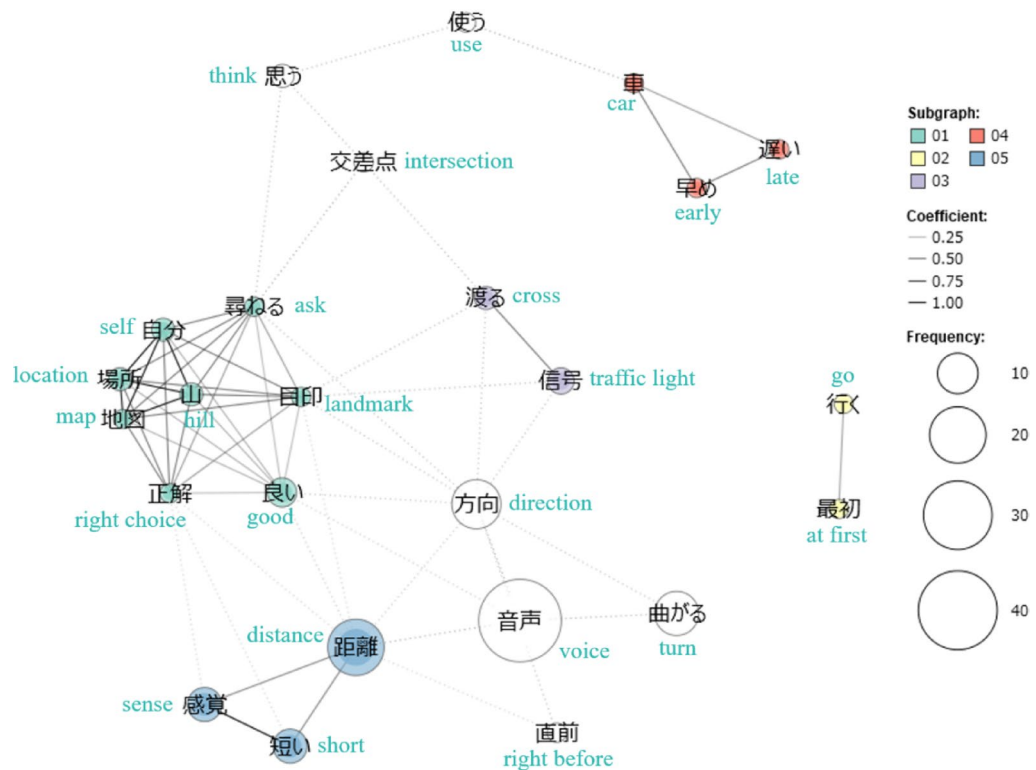 使う
use
think
思う
車
car
交差点
intersection
遅い
late
早め
early
Subgraph:
01
04
02
05
03
Coefficient:
0.25
0.50
0.75
1.00
Frequency:
10
20
30
40
渡る
cross
尋ねる
ask
self
自分
location
場所
map
地図
山
hill
目印
landmark
信号
traffic light
go
行く
最初
at first
正解
right choice
良い
good
方向
direction
音声
voice
曲がる
turn
distance
距離
sense
感覚
短い
short
直前
right before